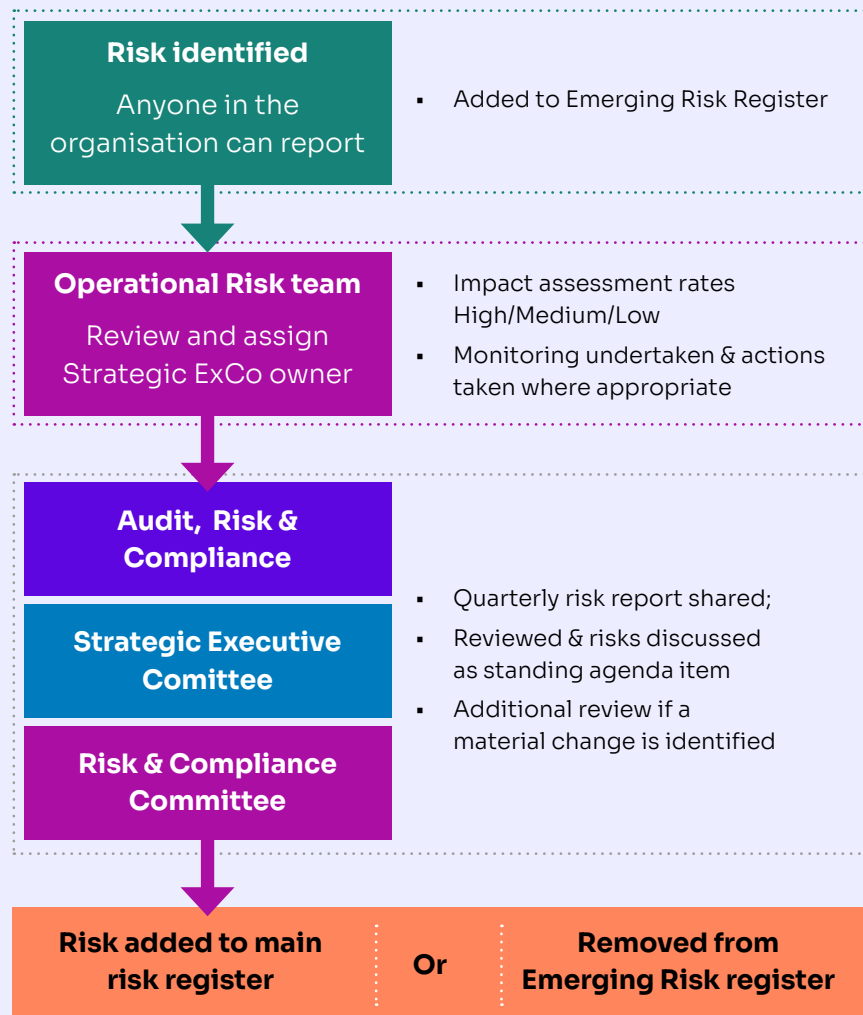 Risk identified
Anyone in the
organisation can report
▪ Added to Emerging Risk Register
Operational Risk team
Review and assign
Strategic ExCo owner
▪ Impact assessment rates
High/Medium/Low
▪ Monitoring undertaken & actions
taken where appropriate
Audit, Risk &
Compliance
Strategic Executive
Comittee
Risk & Compliance
Committee
▪ Quarterly risk report shared;
▪ Reviewed & risks discussed
as standing agenda item
▪ Additional review if a
material change is identified
Risk added to main
risk register
Or
Removed from
Emerging Risk register